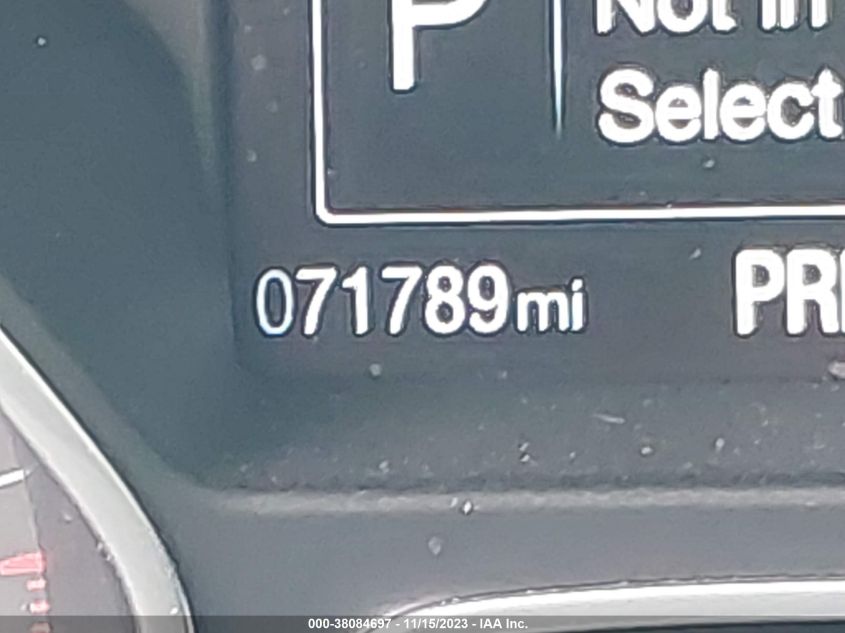 P
Not in
Select
071789mi
000-38084697 - 11/15/2023 - IAA Inc.